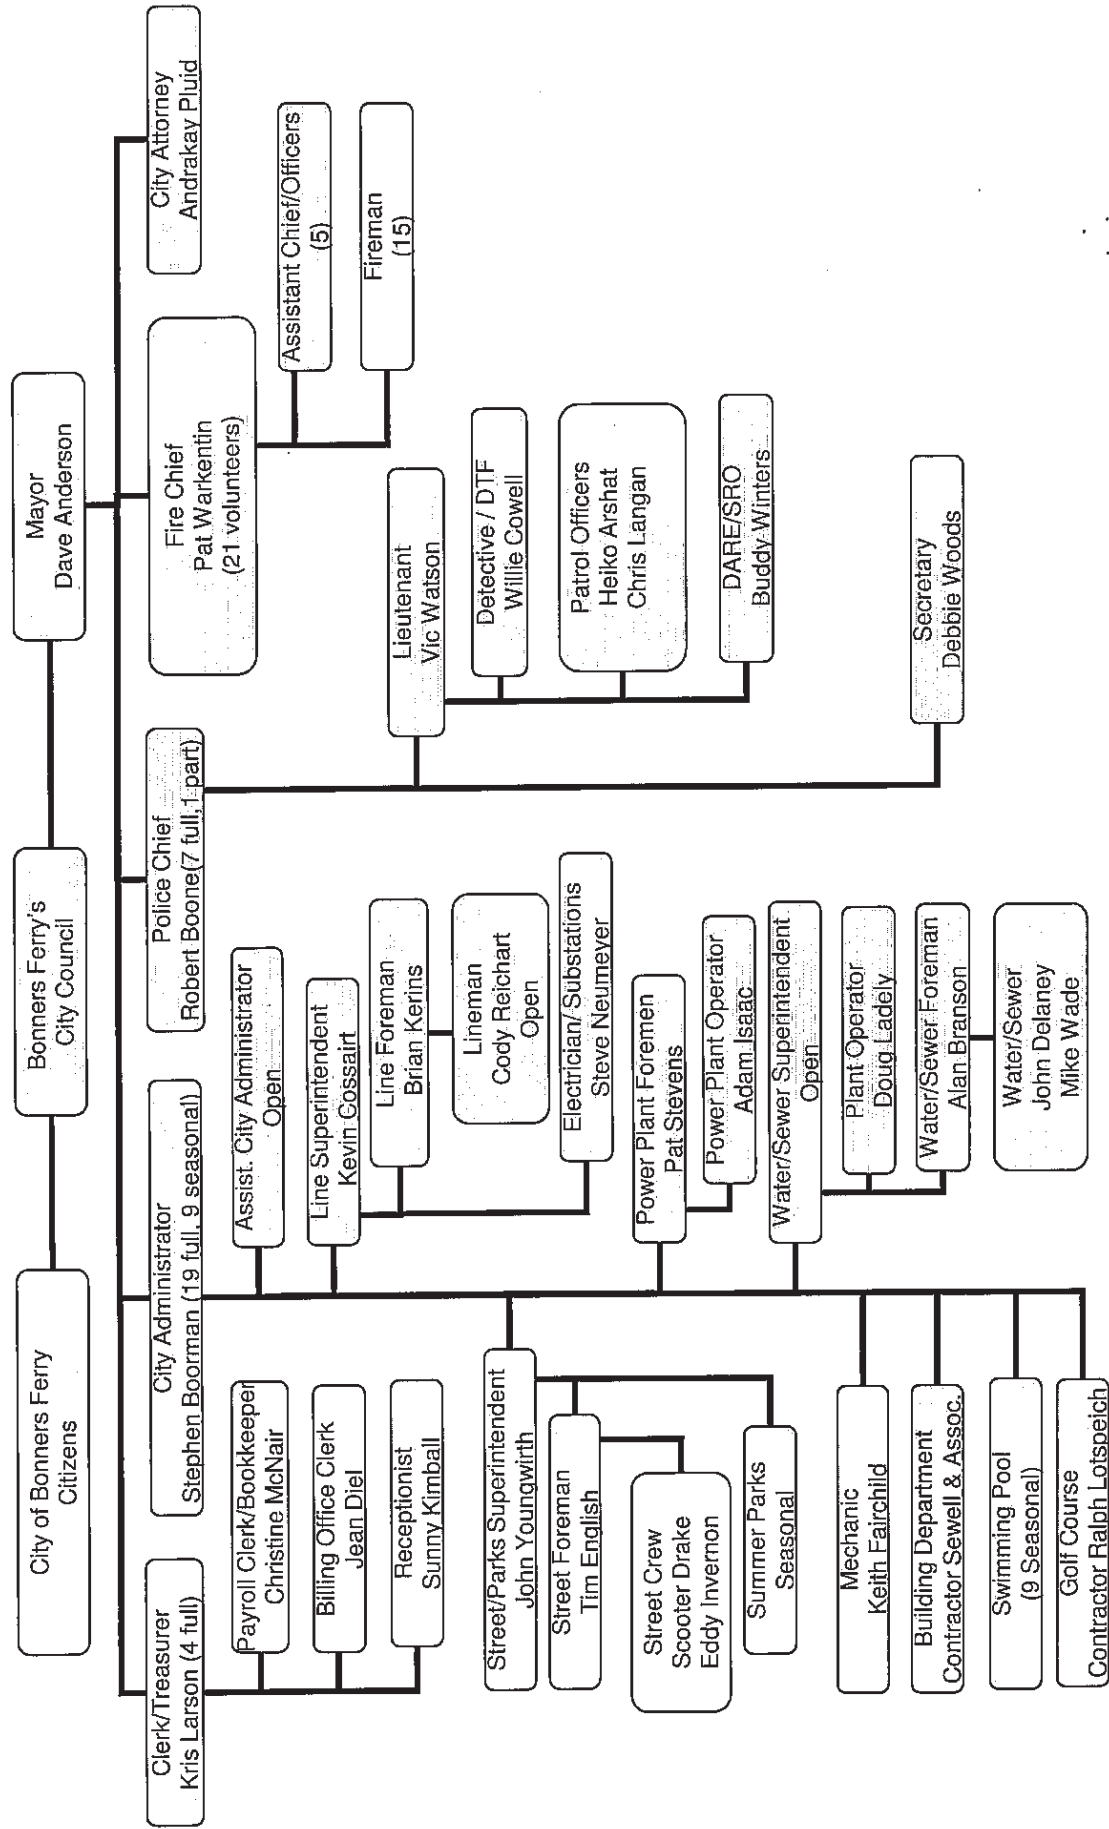 City of Bonners Ferry
Citizens
Bonners Ferry's
City Council
Mayor
Dave Anderson
Clerk/Treasurer
Kris Larson (4 full)
Payroll Clerk/Bookkeeper
Christine McNair
Billing Office Clerk
Jean Diel
Receptionist
Sunny Kimball
City Administrator
Stephen Boorman (19 full, 9 seasonal)
Assist. City Administrator
Open
Line Superintendent
Kevin Cossairt
Line Foreman
Brian Kerins
Lineman
Cody Reichart
Open
Electrician/Substations
Steve Neumeyer
Street/Parks Superintendent
John Youngwirth
Street Foreman
Tim English
Street Crew
Scooter Drake
Eddy Invernon
Summer Parks
Seasonal
Power Plant Foremen
Pat Stevens
Power Plant Operator
Adam Isaac
Water/Sewer Superintendent
Open
Plant Operator
Doug Ladely
Water/Sewer Foreman
Alan Branson
Water/Sewer
John Delaney
Mike Wade
Mechanic
Keith Fairchild
Building Department
Contractor Sewell & Assoc.
Swimming Pool
(9 Seasonal)
Golf Course
Contractor Ralph Lotspeich
Police Chief
Robert Boone(7 full,1 part)
Lieutenant
Vic Watson
Detective / DTF
Willie Cowell
Patrol Officers
Heiko Arshat
Chris Langan
DARE/SRO
Buddy Winters
Secretary
Debbie Woods
Fire Chief
Pat Warkentin
(21 volunteers)
Assistant Chief/Officers
(5)
Fireman
(15)
City Attorney
Andrakay Pluid